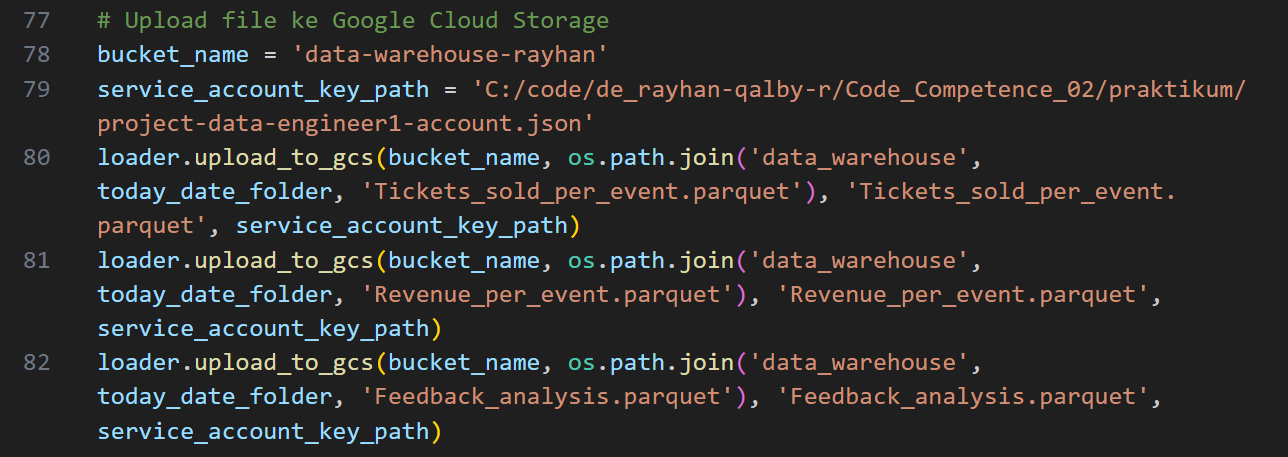 77 # Upload file ke Google Cloud Storage
78 bucket_name = 'data-warehouse-rayhan'
79 service_account_key_path = 'C:/code/de_rayhan-qalby-r/Code_Competence_02/praktikum/
project-data-engineer1-account.json'
80 loader.upload_to_gcs(bucket_name, os.path.join('data_warehouse',
today_date_folder, 'Tickets_sold_per_event.parquet'), 'Tickets_sold_per_event.
parquet', service_account_key_path)
81 loader.upload_to_gcs(bucket_name, os.path.join('data_warehouse',
today_date_folder, 'Revenue_per_event.parquet'), 'Revenue_per_event.parquet',
service_account_key_path)
82 loader.upload_to_gcs(bucket_name, os.path.join('data_warehouse',
today_date_folder, 'Feedback_analysis.parquet'), 'Feedback_analysis.parquet',
service_account_key_path)